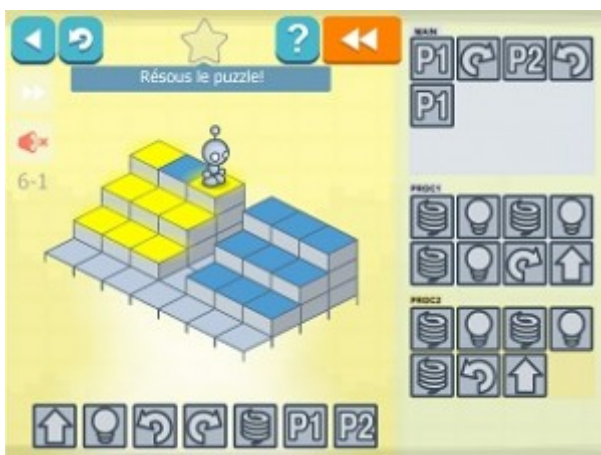 ?
Résous le puzzle!
6-1
MAIN
P1 P2
P1
PROC1
PROC2
P1 P2